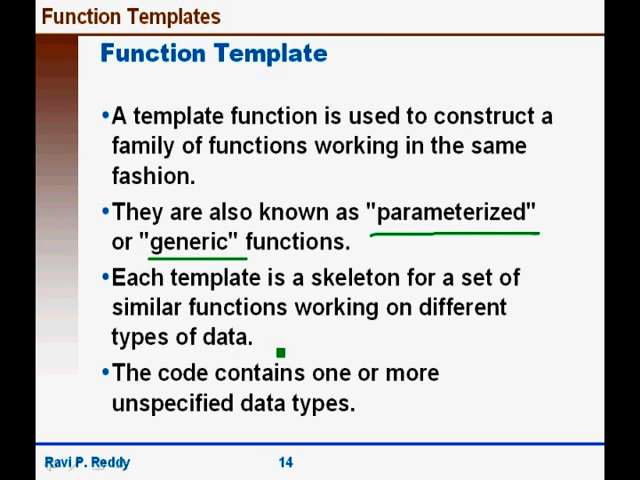 Function Templates
Function Template
•A template function is used to construct a
family of functions working in the same
fashion.
•They are also known as "parameterized"
or "generic" functions.
•Each template is a skeleton for a set of
similar functions working on different
types of data.
•The code contains one or more
unspecified data types.
Ravi P. Reddy 14